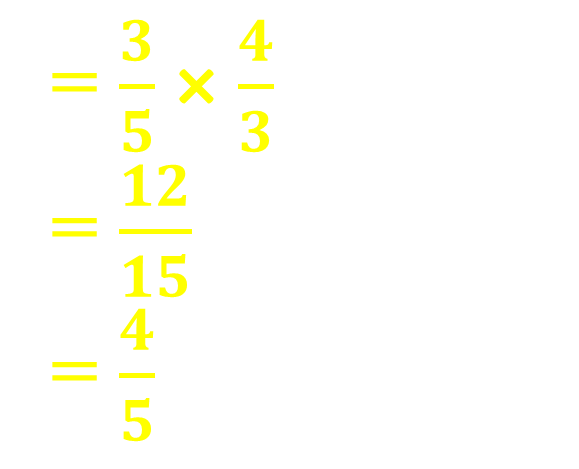 = 3/5 × 4/3
= 12/15
= 4/5